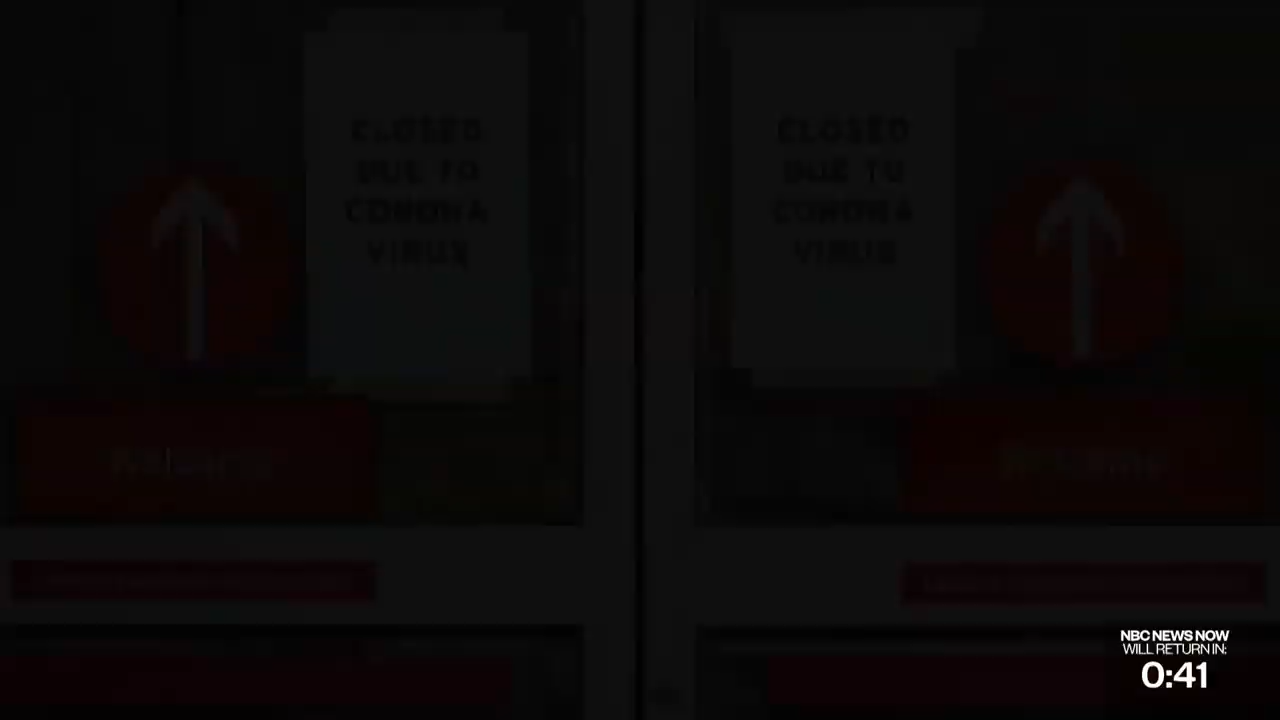 CLOSED
DUE TO
CORONA
VIRUS
CLOSED
DUE TO
CORONA
VIRUS
NBC NEWS NOW
WILL RETURN IN:
0:41